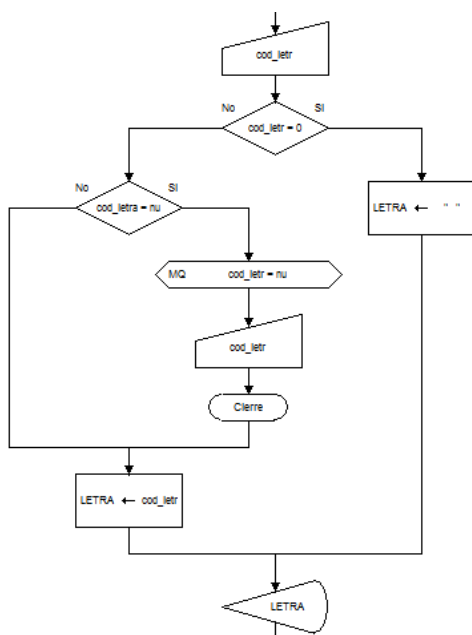 cod_letr
No SI
cod_letr = 0
No SI
cod_letra = nu
LETRA ← " "
MQ cod_letr = nu
cod_letr
Cierre
LETRA ← cod_letr
LETRA